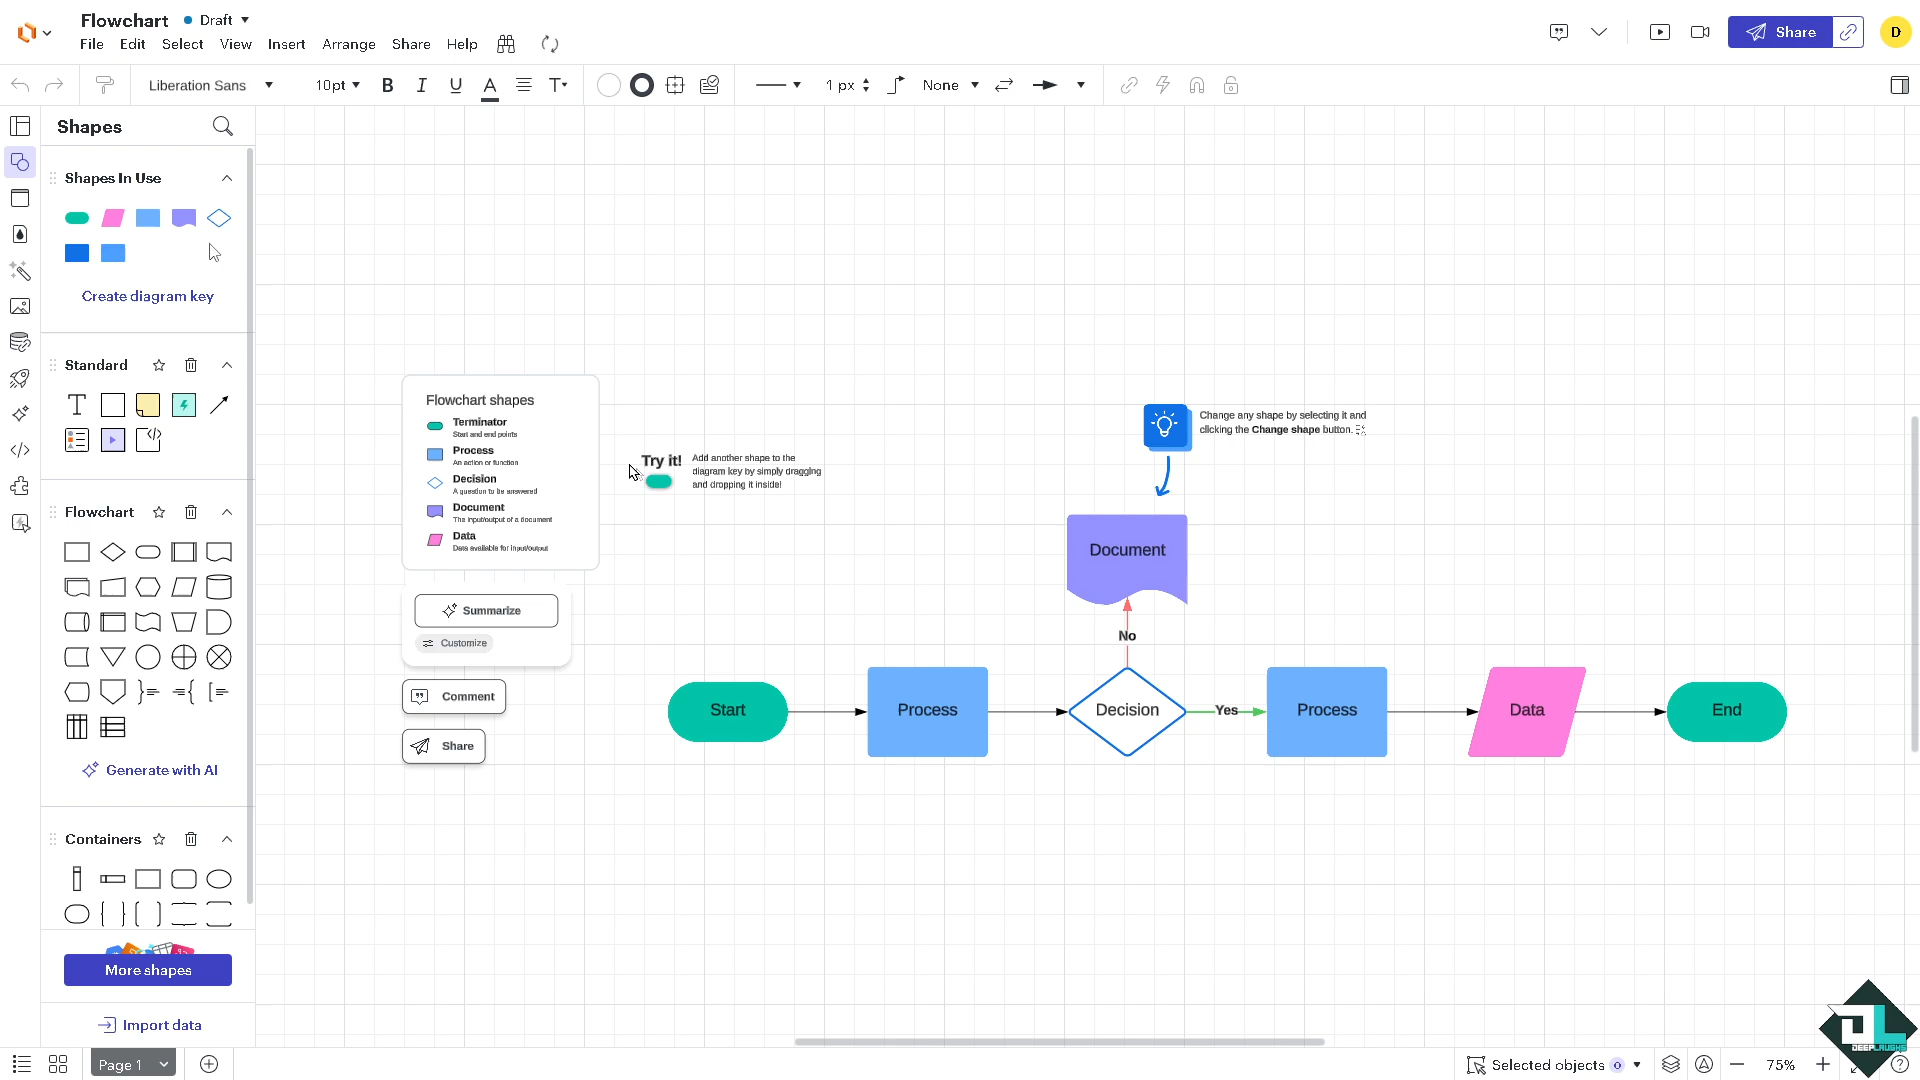 Flowchart
Draft
File Edit Select View Insert Arrange Share Help
Share
D
Liberation Sans
10pt
B I U A T
1 px
None
Shapes
Shapes In Use
Create diagram key
Standard
Flowchart
Generate with AI
Containers
More shapes
Import data
Flowchart shapes
Terminator
Start and end points
Process
An action or function
Decision
A question to be answered
Document
The input/output of a document
Data
Data available for input/output
Summarize
Customize
Comment
Share
Try it!
Add another shape to the
diagram key by simply dragging
and dropping it inside!
Change any shape by selecting it and
clicking the Change shape button.
Document
No
Start
Process
Decision
Yes
Process
Data
End
Page 1
Selected objects 0
75%
DEEPLAUGHS